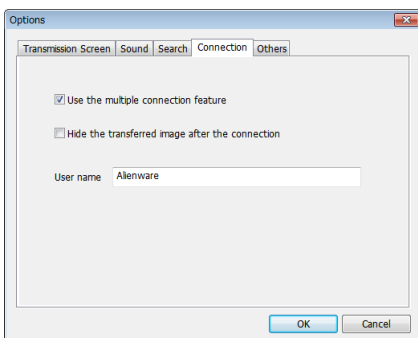 Options
Transmission Screen Sound Search Connection Others
Use the multiple connection feature
Hide the transferred image after the connection
User name Alienware
OK Cancel